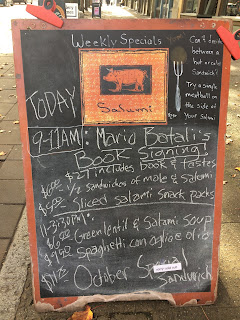 Weekly Specials
Can't decide
between a
hot or cold
Sandwich?
Try a single
meatball on
the side of
Your Salami
Salami
TODAY
9-11AM: Mario Batali's
Book Signing!
$27 includes book & tastes
1/2 Sandwiches of mole & salami
Sliced Salami Snack packs
11-3:30PM:
Green lentil & Salami Soup
Spaghetti con aglio e olio
October Special
Sandwich